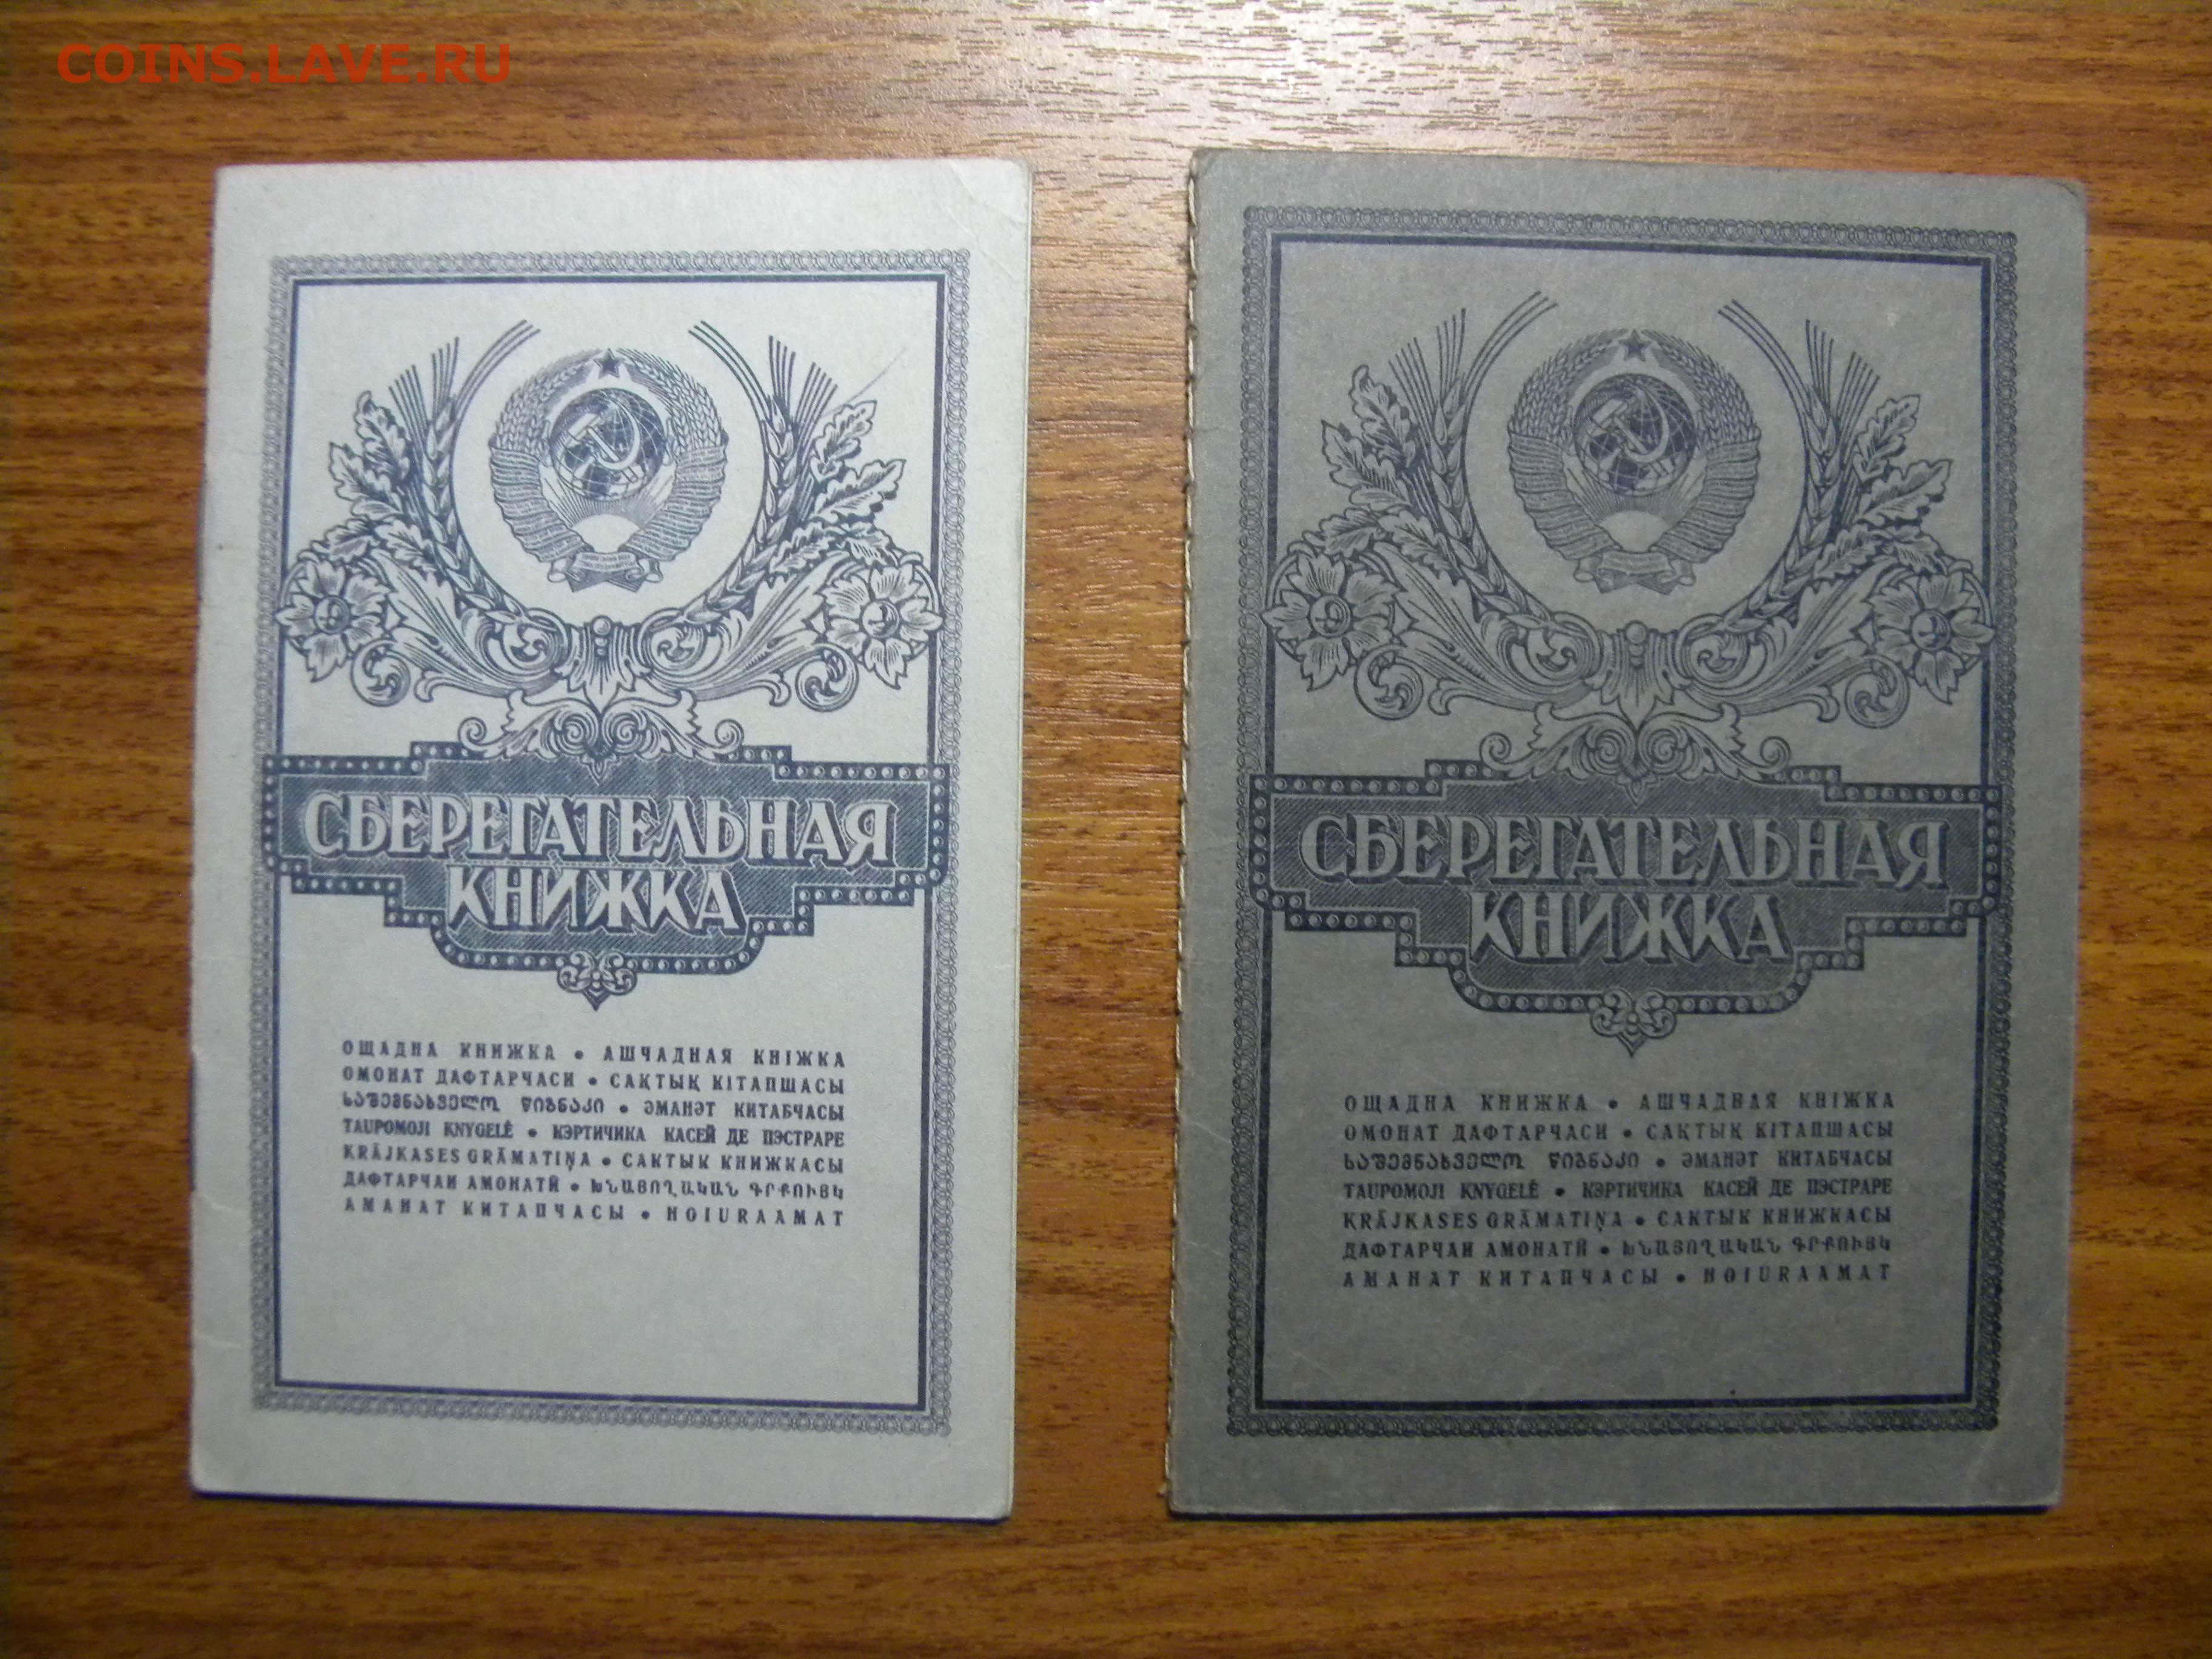 COINS.LAVE.RU
СБЕРЕГАТЕЛЬНАЯ
КНИЖКА
ОЩАДНА КНИЖКА • АШЧАДНАЯ КНІЖКА
ОМОНАТ ДАФТАРЧАСИ • САҚТЫҚ КІТАПШАСЫ
ᲡᲐᲨᲔᲛᲜᲐᲮᲕᲔᲚᲝ ᲬᲘᲒᲜᲐᲙᲘ • ӘМАНӘТ КИТАБЧАСЫ
TAUPOMOJI KNYGELĖ • КЭРТИЧИКА КАСЕЙ ДЕ ПЭСТРАРЕ
KRĀJKASES GRĀMATIŅA • САКТЫК КНИЖКАСЫ
ДАФТАРЧАИ АМОНАТӢ • ԽՆԱՅՈՂԱԿԱՆ ԳՐՔՈՒՅԿ
АМАНАТ КИТАПЧАСЫ • HOIURAAMAT
СБЕРЕГАТЕЛЬНАЯ
КНИЖКА
ОЩАДНА КНИЖКА • АШЧАДНАЯ КНІЖКА
ОМОНАТ ДАФТАРЧАСИ • САҚТЫҚ КІТАПШАСЫ
ᲡᲐᲨᲔᲛᲜᲐᲮᲕᲔᲚᲝ ᲬᲘᲒᲜᲐᲙᲘ • ӘМАНӘТ КИТАБЧАСЫ
TAUPOMOJI KNYGELĖ • КЭРТИЧИКА КАСЕЙ ДЕ ПЭСТРАРЕ
KRĀJKASES GRĀMATIŅA • САКТЫК КНИЖКАСЫ
ДАФТАРЧАИ АМОНАТӢ • ԽՆԱՅՈՂԱԿԱՆ ԳՐՔՈՒՅԿ
АМАНАТ КИТАПЧАСЫ • HOIURAAMAT